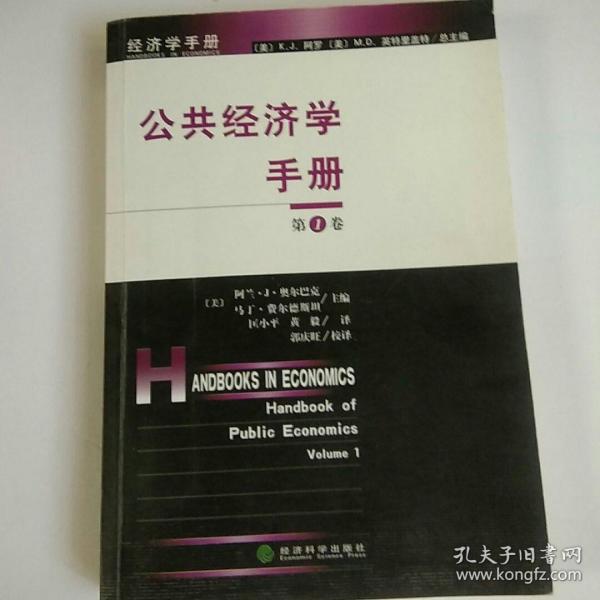 经济学手册
HANDBOOKS IN ECONOMICS
〔美〕K.J.阿罗〔美〕M.D.英特里盖特/总主编
公共经济学
手册
第1卷
〔美〕阿兰·J·奥尔巴克
马丁·费尔德斯坦/主编
匡小平 黄毅/译
郭庆旺/校译
HANDBOOKS IN ECONOMICS
Handbook of
Public Economics
Volume 1
经济科学出版社
Economic Science Press
孔夫子旧书网
www.kongfz.com